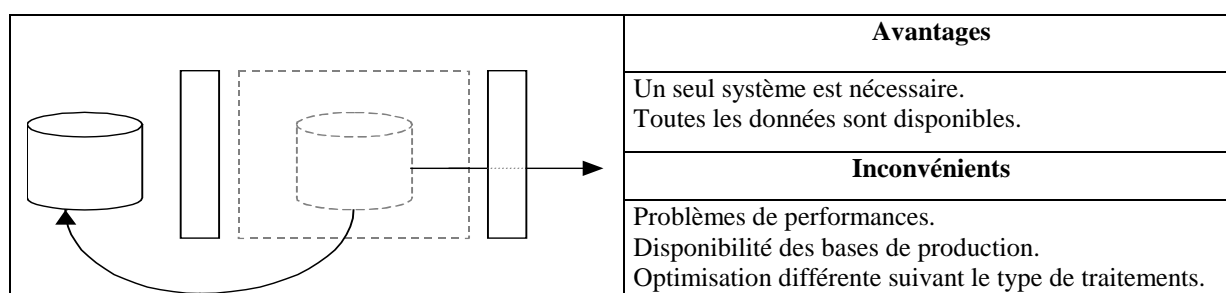 Avantages
Un seul système est nécessaire.
Toutes les données sont disponibles.
Inconvénients
Problèmes de performances.
Disponibilité des bases de production.
Optimisation différente suivant le type de traitements.